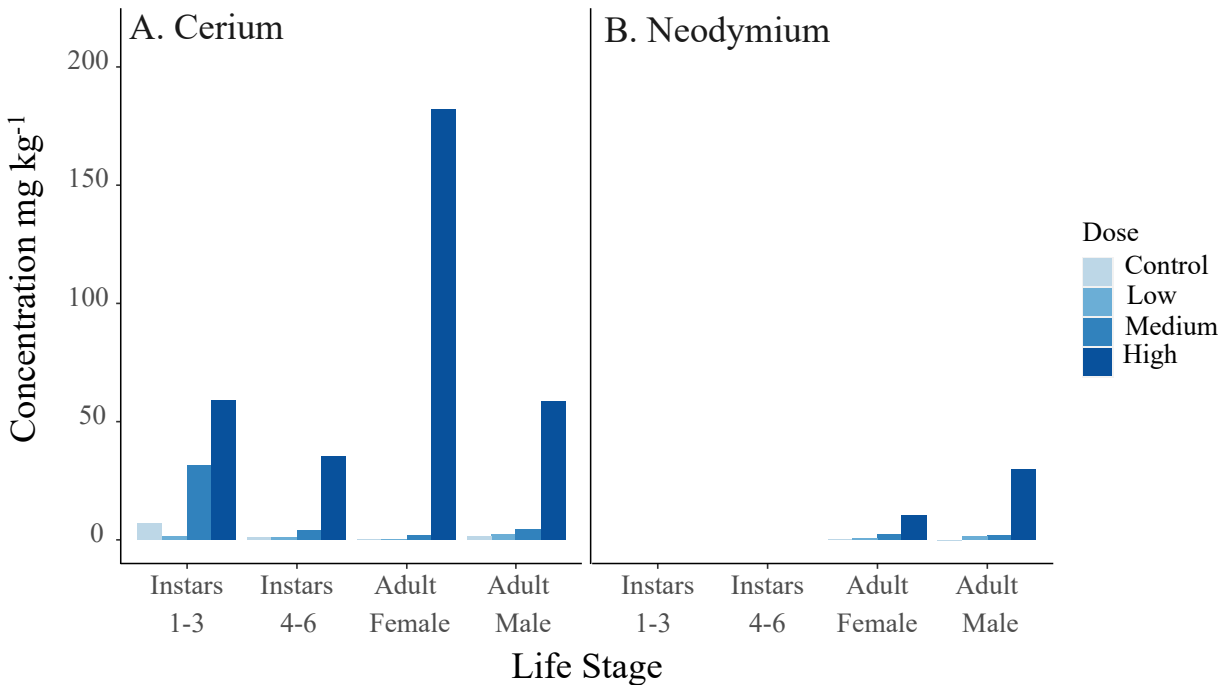 A. Cerium
B. Neodymium
Concentration mg kg-1
200
150
100
50
0
Instars
1-3
Instars
4-6
Adult
Female
Adult
Male
Instars
1-3
Instars
4-6
Adult
Female
Adult
Male
Life Stage
Dose
Control
Low
Medium
High